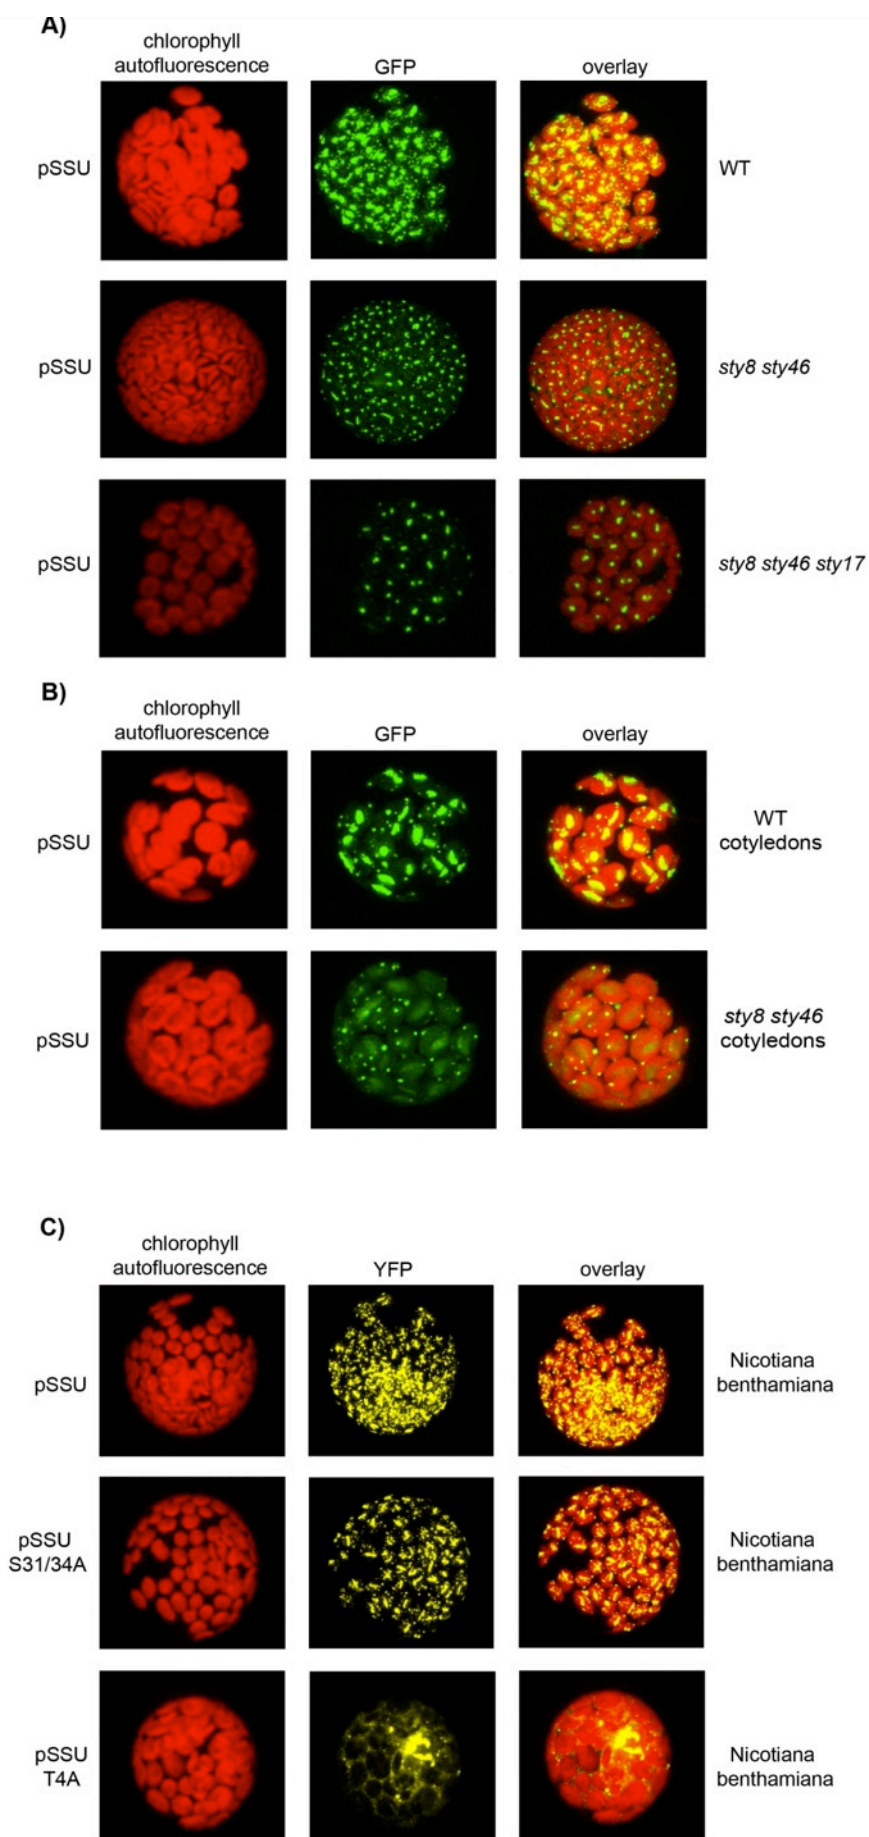 A)
chlorophyll
autofluorescence GFP overlay
pSSU WT
pSSU sty8 sty46
pSSU sty8 sty46 sty17
B)
chlorophyll
autofluorescence GFP overlay
pSSU WT
cotyledons
pSSU sty8 sty46
cotyledons
C)
chlorophyll
autofluorescence YFP overlay
pSSU Nicotiana
benthamiana
pSSU
S31/34A Nicotiana
benthamiana
pSSU
T4A Nicotiana
benthamiana